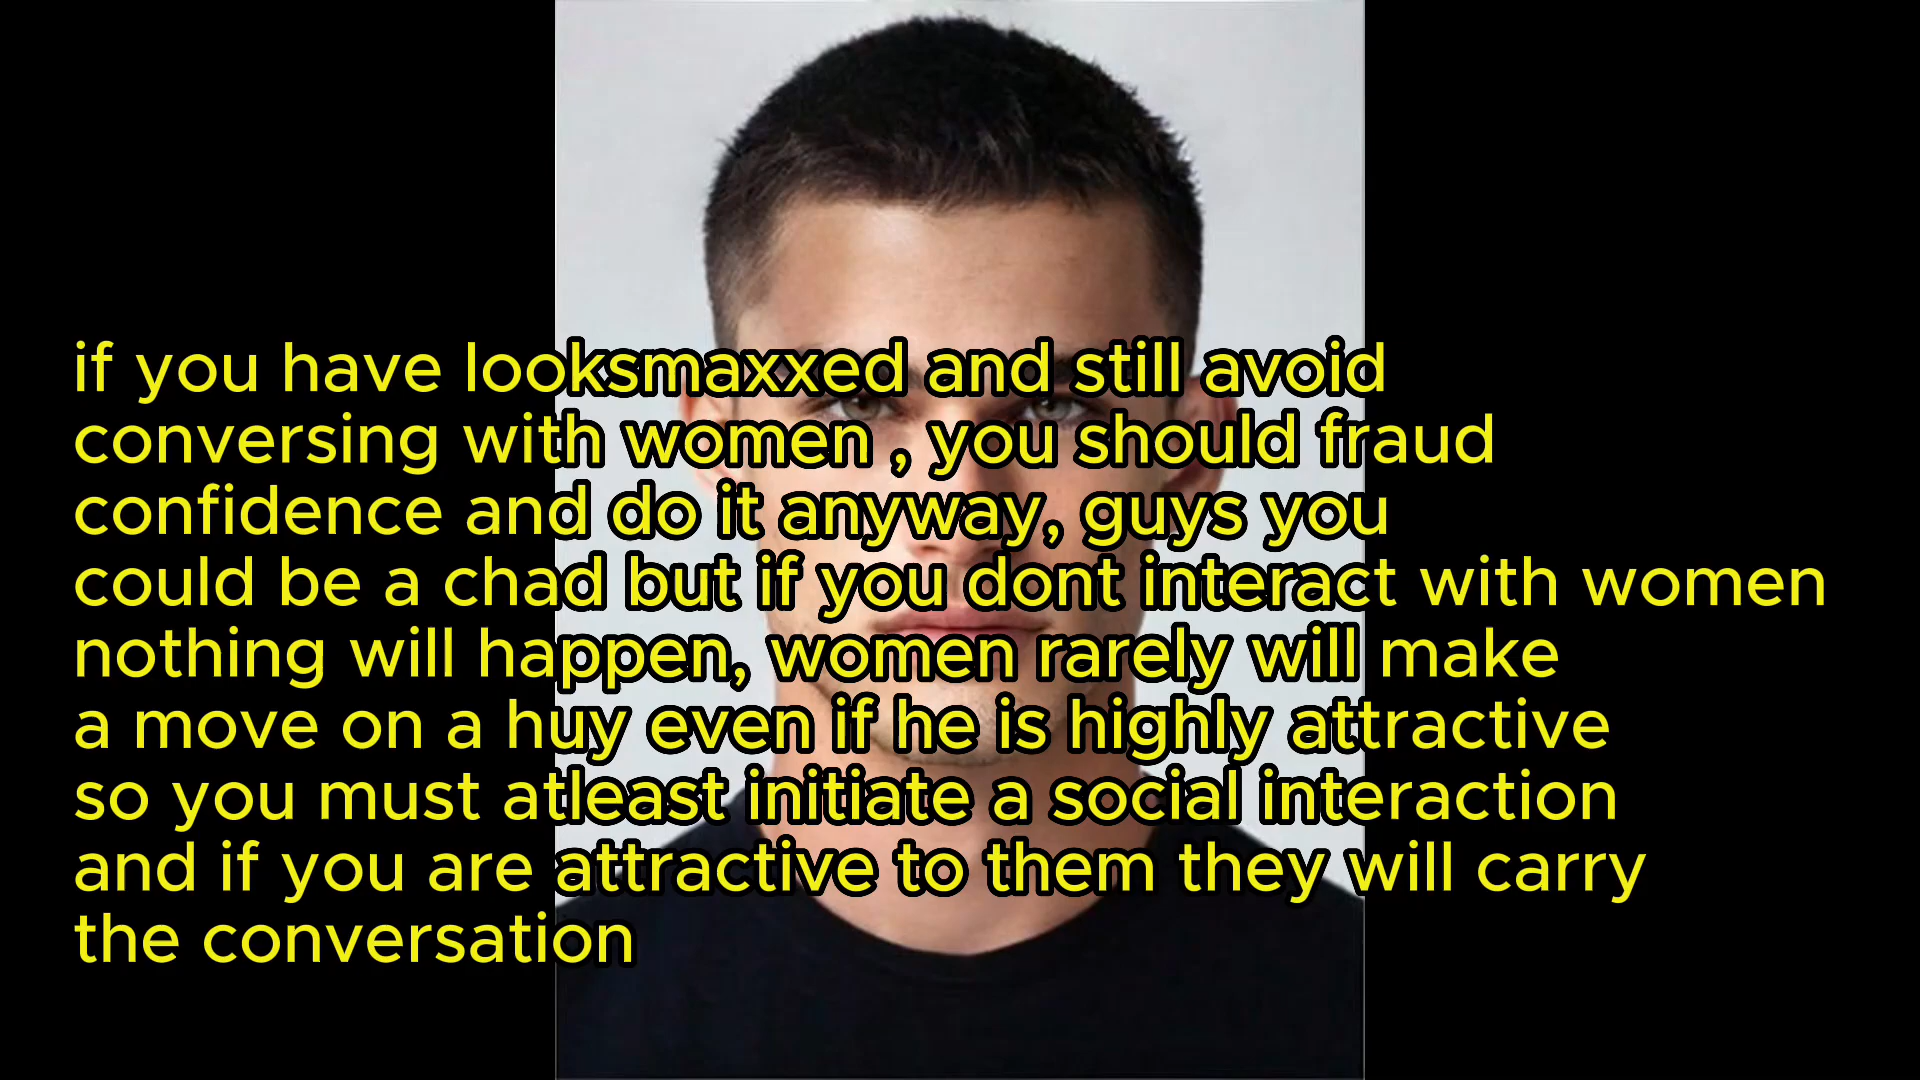 if you have looksmaxxed and still avoid
conversing with women , you should fraud
confidence and do it anyway, guys you
could be a chad but if you dont interact with women
nothing will happen, women rarely will make
a move on a huy even if he is highly attractive
so you must atleast initiate a social interaction
and if you are attractive to them they will carry
the conversation